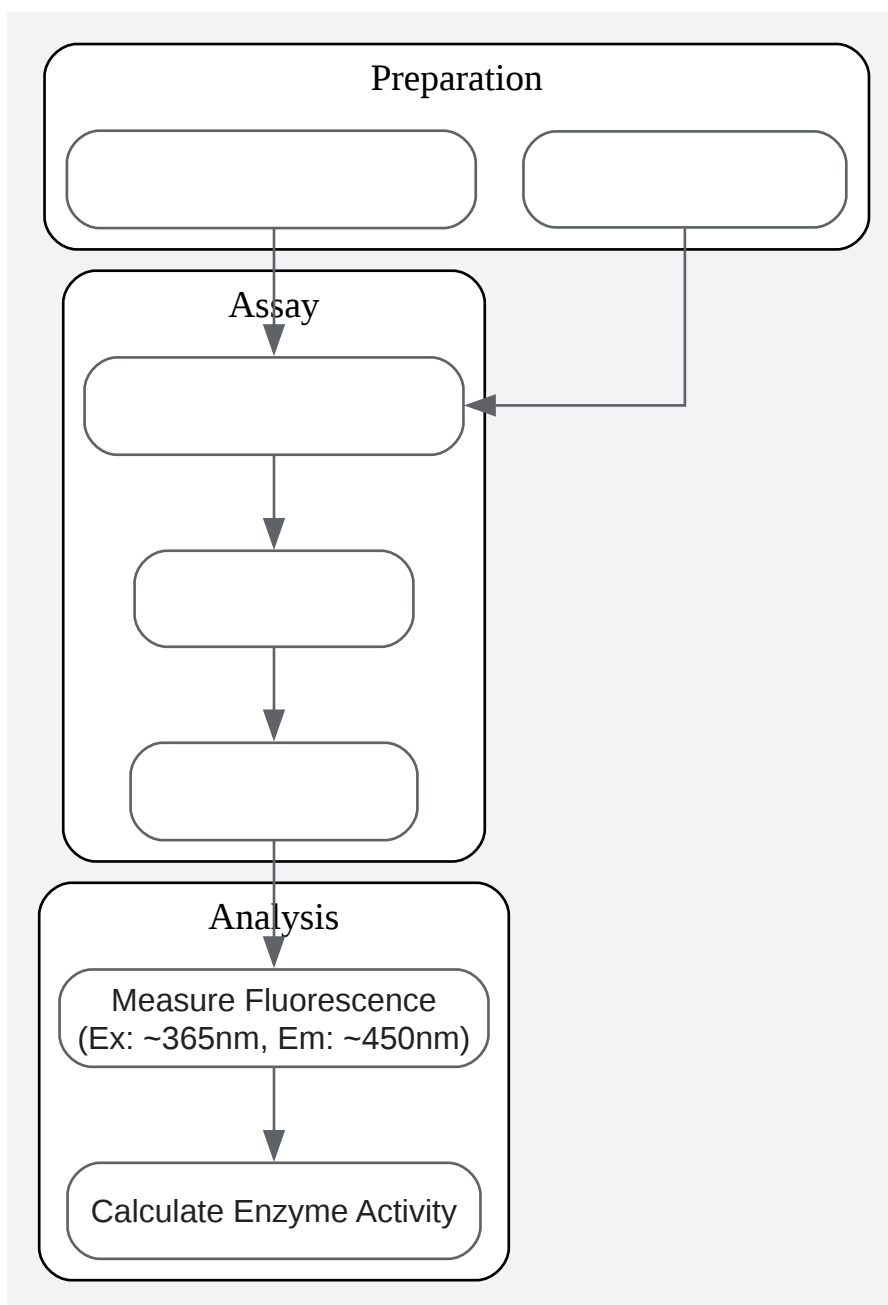 Preparation
Assay
Analysis
Measure Fluorescence
(Ex: ~365nm, Em: ~450nm)
Calculate Enzyme Activity